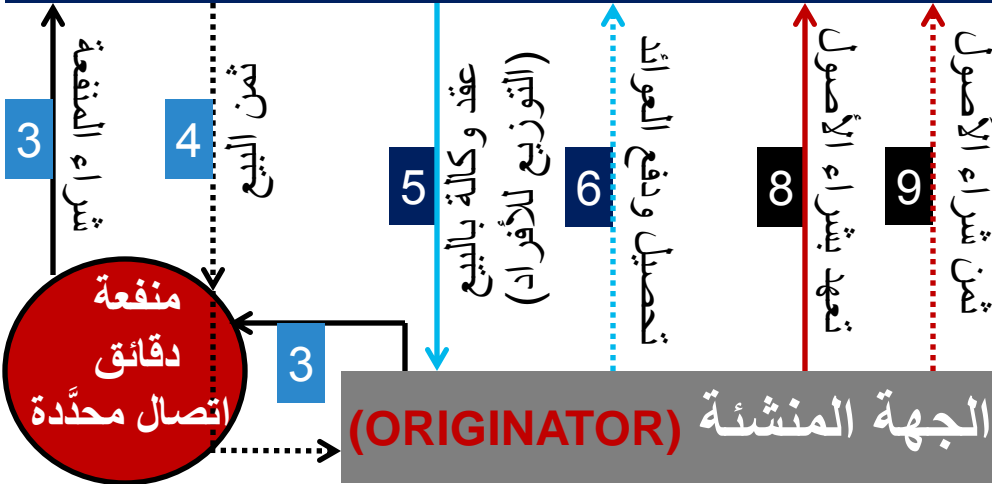 3
شراء المنفعة
4
ثمن البيع
5
عقد وكالة بالبيع
(التوزيع للأفراد)
6
تحصيل ودفع العوائد
8
تعهد بشراء الأصول
9
ثمن شراء الأصول
منفعة
دقائق
اتصال محدَّدة
3
الجهة المنشئة (ORIGINATOR)